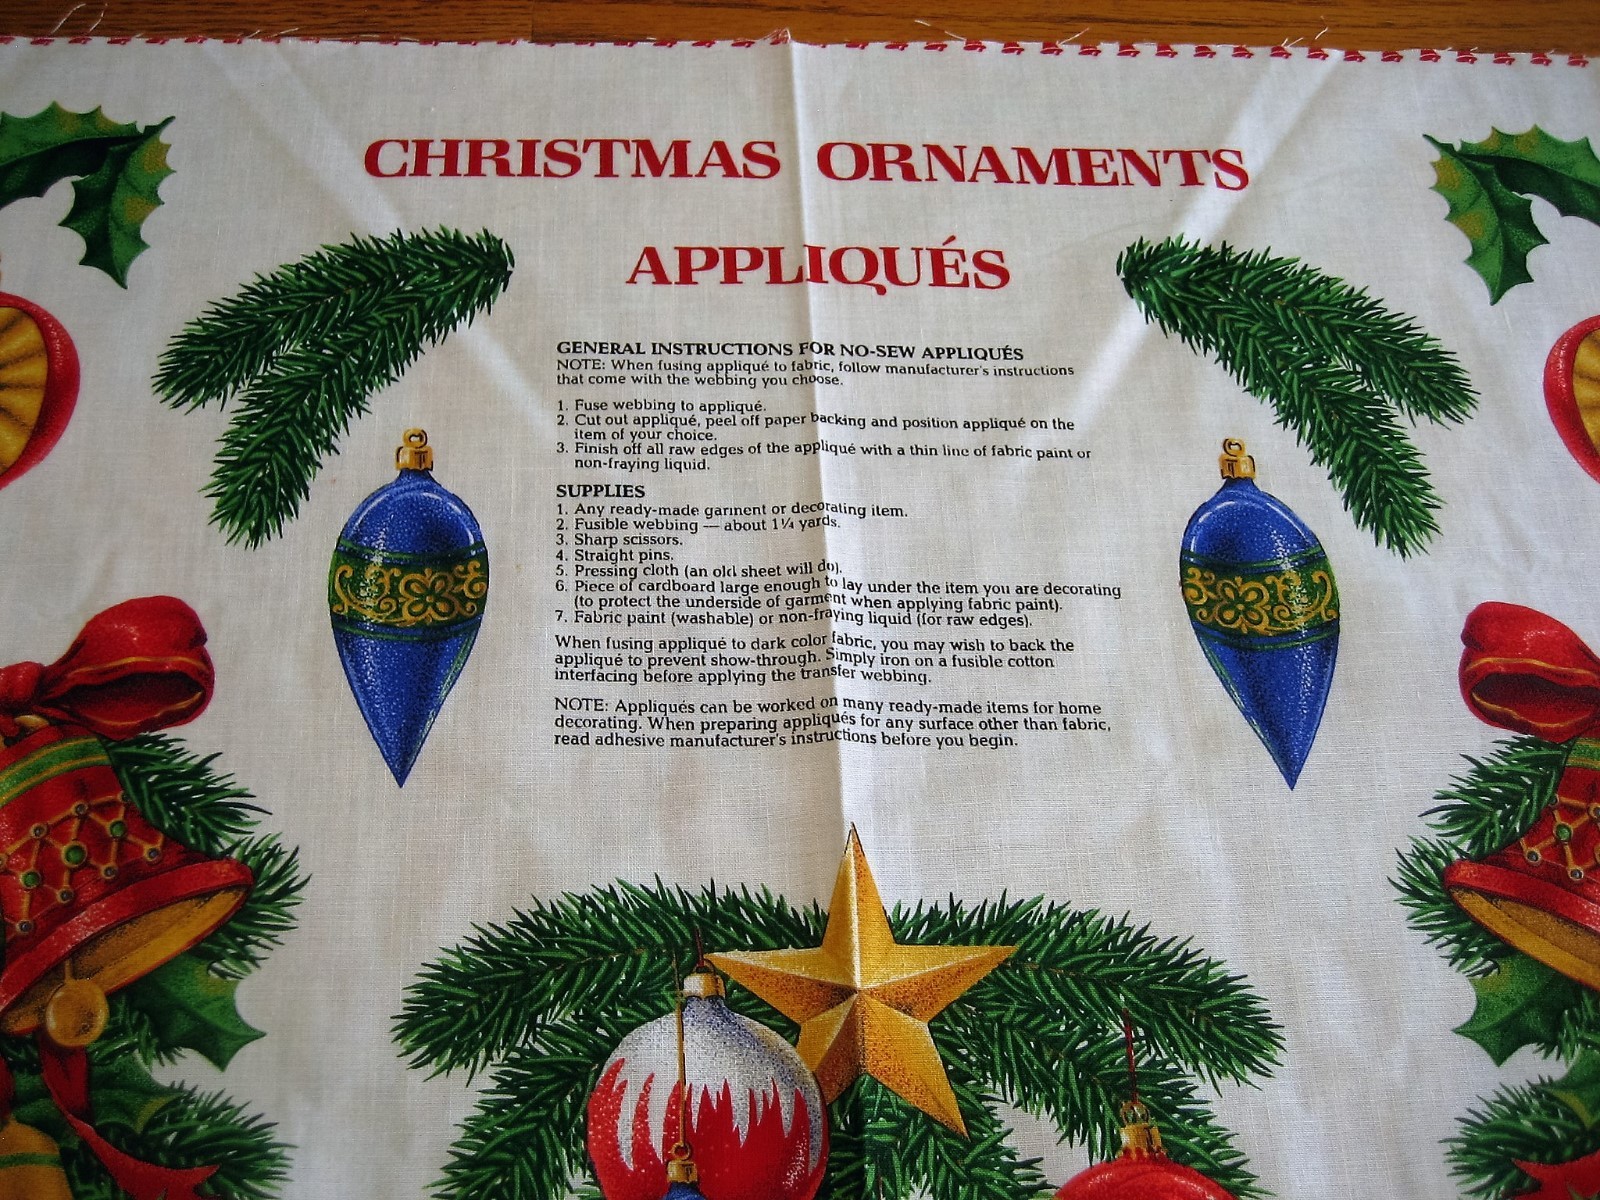 CHRISTMAS ORNAMENTS
APPLIQUÉS
GENERAL INSTRUCTIONS FOR NO-SEW APPLIQUÉS
NOTE: When fusing appliqué to fabric, follow manufacturer's instructions
that come with the webbing you choose.
1. Fuse webbing to appliqué.
2. Cut out appliqué, peel off paper backing and position appliqué on the
item of your choice.
3. Finish off all raw edges of the appliqué with a thin line of fabric paint or
non-fraying liquid.
SUPPLIES
1. Any ready-made garment or decorating item.
2. Fusible webbing — about 1¼ yards.
3. Sharp scissors.
4. Straight pins.
5. Pressing cloth (an old sheet will do).
6. Piece of cardboard large enough to lay under the item you are decorating
(to protect the underside of garment when applying fabric paint).
7. Fabric paint (washable) or non-fraying liquid (for raw edges).
When fusing appliqué to dark color fabric, you may wish to back the
appliqué to prevent show-through. Simply iron on a fusible cotton
interfacing before applying the transfer webbing.
NOTE: Appliqués can be worked on many ready-made items for home
decorating. When preparing appliqués for any surface other than fabric,
read adhesive manufacturer's instructions before you begin.